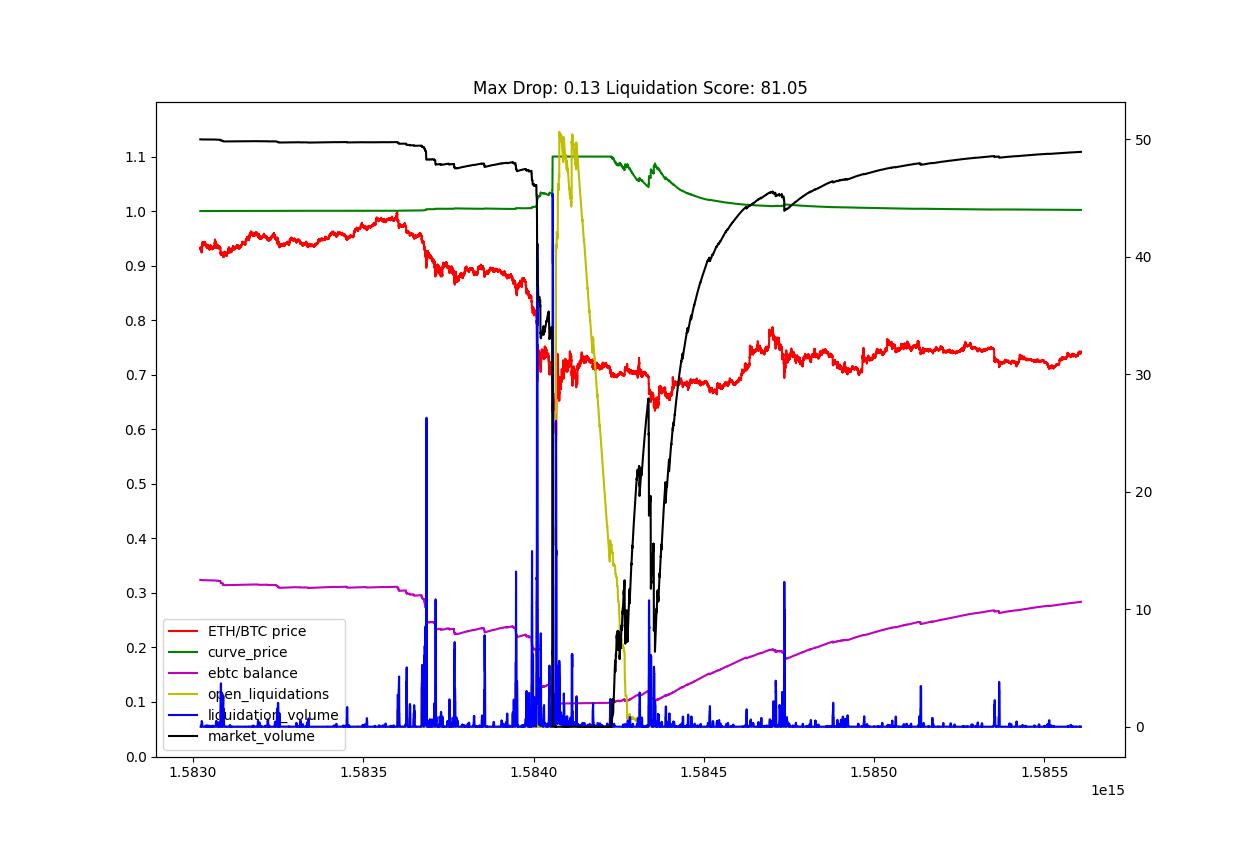 Max Drop: 0.13 Liquidation Score: 81.05
1.1
1.0
0.9
0.8
0.7
0.6
0.5
0.4
0.3
0.2
0.1
0.0
50
40
30
20
10
0
ETH/BTC price
curve_price
ebtc balance
open_liquidations
liquidation_volume
market_volume
1.5830 1.5835 1.5840 1.5845 1.5850 1.5855
1e15